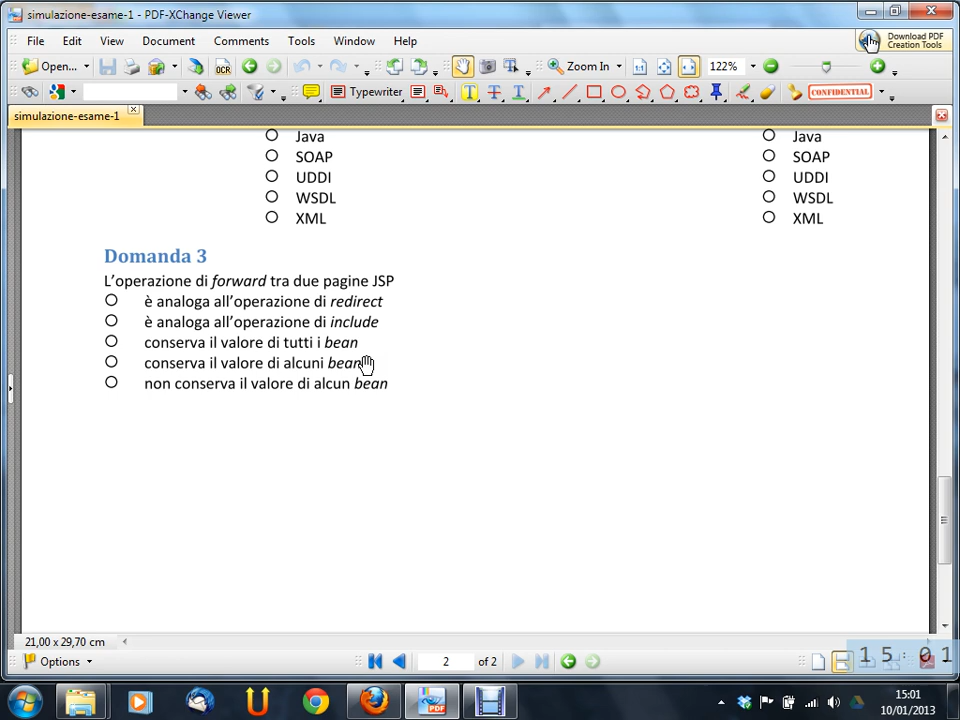 simulazione-esame-1 - PDF-XChange Viewer
File Edit View Document Comments Tools Window Help
Download PDF
Creation Tools
Open... OCR Zoom In 1:1 122%
T T T Typewriter CONFIDENTIAL
simulazione-esame-1
Java Java
SOAP SOAP
UDDI UDDI
WSDL WSDL
XML XML
Domanda 3
L'operazione di forward tra due pagine JSP
è analoga all'operazione di redirect
è analoga all'operazione di include
conserva il valore di tutti i bean
conserva il valore di alcuni bean
non conserva il valore di alcun bean
21,00 x 29,70 cm
15:01
Options 2 of 2
15:01
10/01/2013